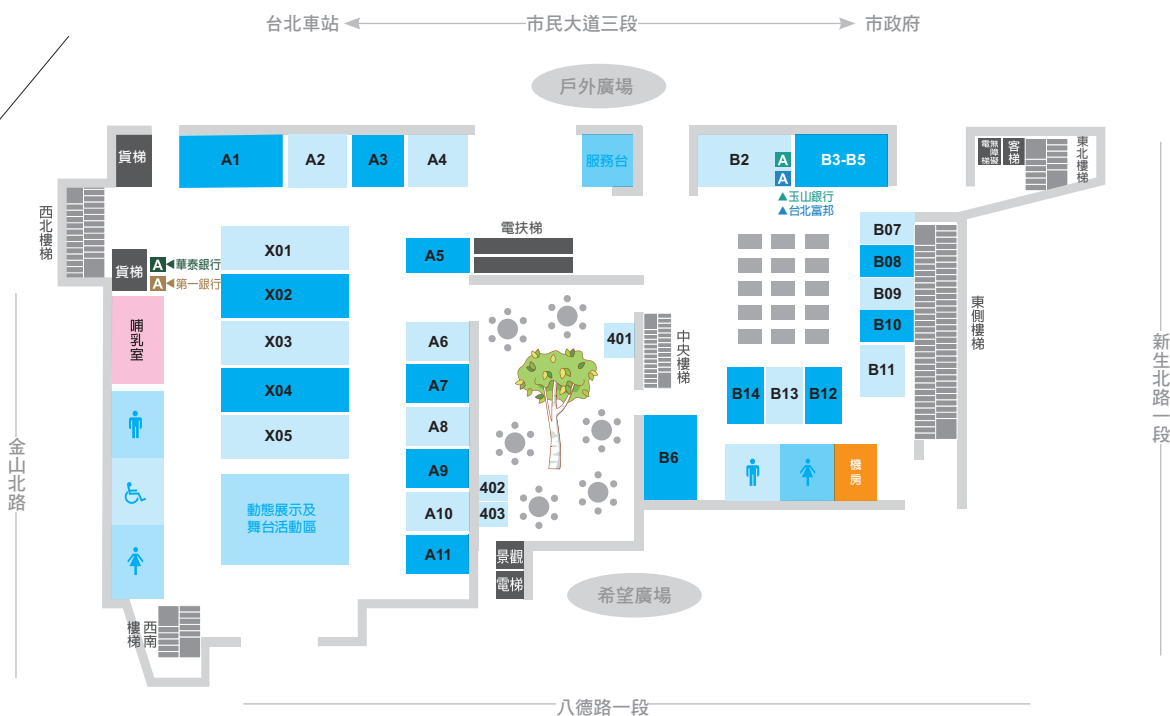 台北車站
市民大道三段
市政府
戶外廣場
貨梯
A1
A2
A3
A4
服務台
B2
A
A
B3-B5
▲玉山銀行
▲台北富邦
無障礙
電梯
客梯
東北樓梯
西北樓梯
貨梯
A
◀華泰銀行
A
◀第一銀行
X01
X02
X03
X04
X05
電扶梯
A5
B07
B08
B09
B10
B11
東側樓梯
哺乳室
A6
A7
A8
A9
A10
A11
401
中央樓梯
402
403
B14
B13
B12
B6
機房
動態展示及
舞台活動區
景觀
電梯
希望廣場
西南
樓梯
金山北路
新生北路一段
八德路一段